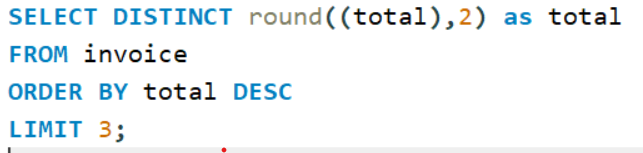 SELECT DISTINCT round((total),2) as total
FROM invoice
ORDER BY total DESC
LIMIT 3;